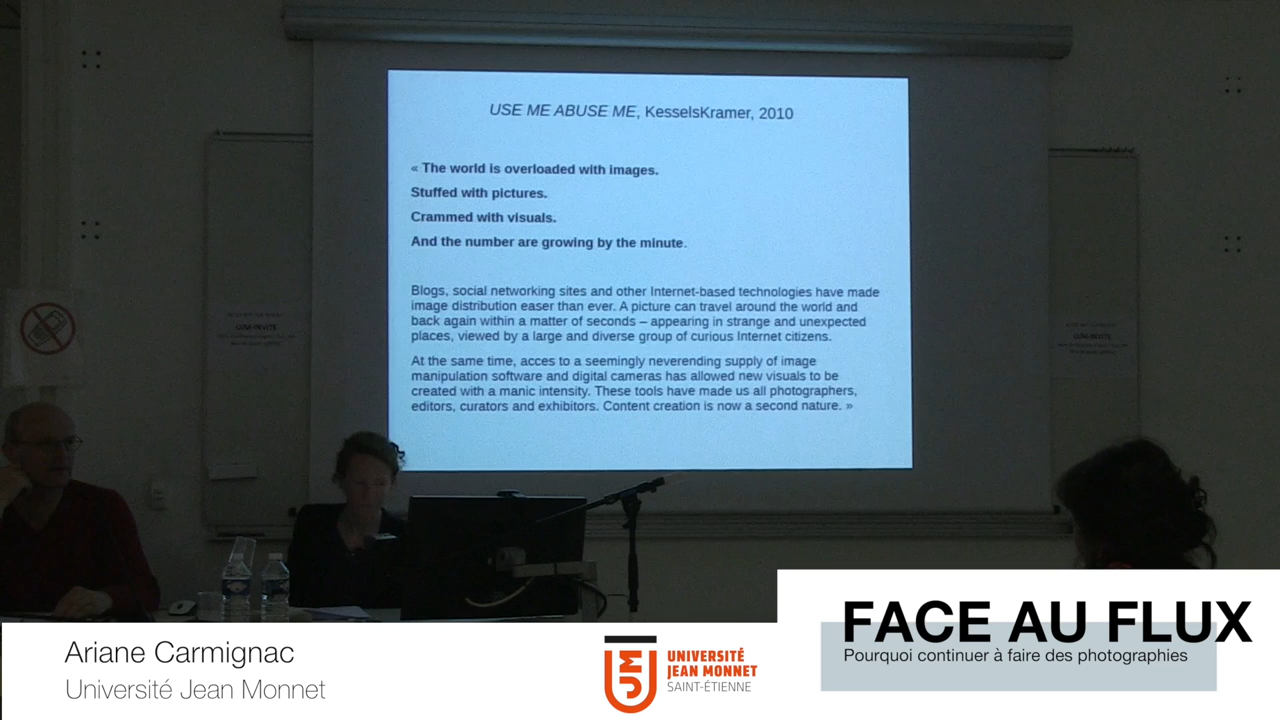 USE ME ABUSE ME, KesselsKramer, 2010
« The world is overloaded with images.
Stuffed with pictures.
Crammed with visuals.
And the number are growing by the minute.
Blogs, social networking sites and other Internet-based technologies have made
image distribution easer than ever. A picture can travel around the world and
back again within a matter of seconds – appearing in strange and unexpected
places, viewed by a large and diverse group of curious Internet citizens.
At the same time, acces to a seemingly neverending supply of image
manipulation software and digital cameras has allowed new visuals to be
created with a manic intensity. These tools have made us all photographers,
editors, curators and exhibitors. Content creation is now a second nature. »
Ariane Carmignac
Université Jean Monnet
UNIVERSITÉ
JEAN MONNET
SAINT-ÉTIENNE
FACE AU FLUX
Pourquoi continuer à faire des photographies